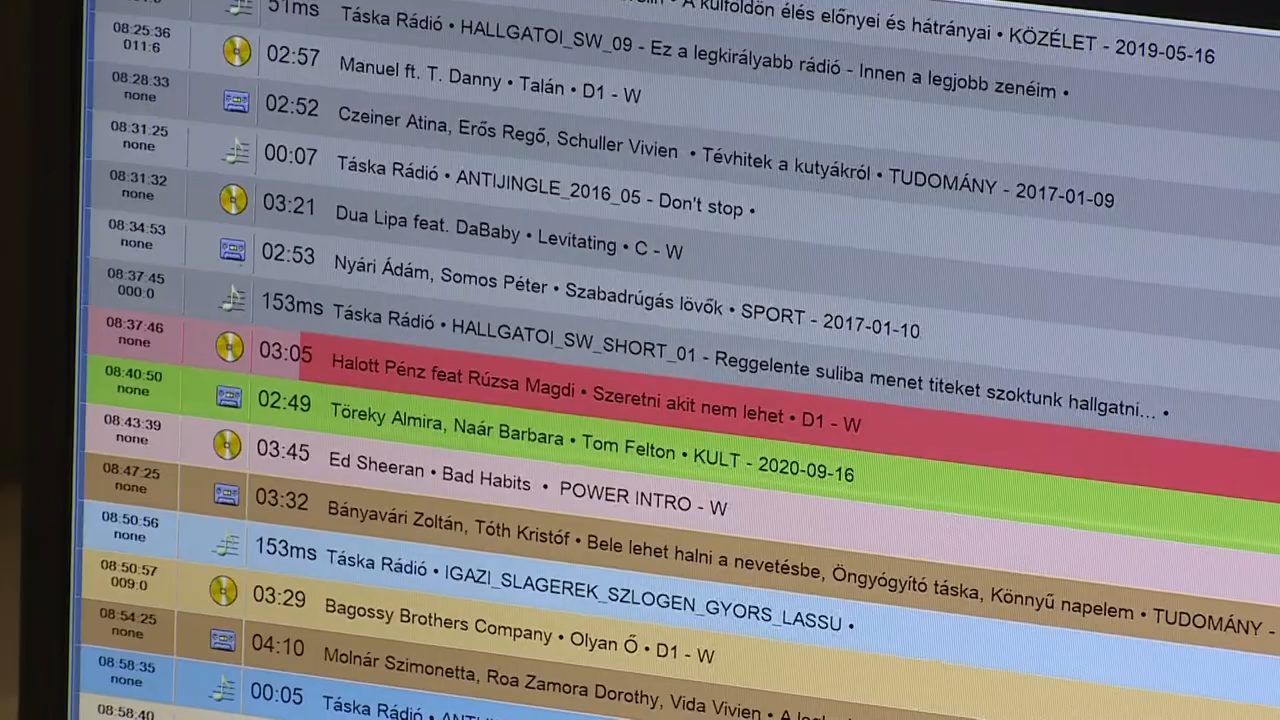 A külföldön élés előnyei és hátrányai • KÖZÉLET - 2019-05-16
51ms Táska Rádió • HALLGATOI_SW_09 - Ez a legkirályabb rádió - Innen a legjobb zenéim •
08:25:36 011:6 02:57 Manuel ft. T. Danny • Talán • D1 - W
08:28:33 none 02:52 Czeiner Atina, Erős Regő, Schuller Vivien • Tévhitek a kutyákról • TUDOMÁNY - 2017-01-09
08:31:25 none 00:07 Táska Rádió • ANTIJINGLE_2016_05 - Don't stop •
08:31:32 none 03:21 Dua Lipa feat. DaBaby • Levitating • C - W
08:34:53 none 02:53 Nyári Ádám, Somos Péter • Szabadrúgás lövők • SPORT - 2017-01-10
08:37:45 000:0 153ms Táska Rádió • HALLGATOI_SW_SHORT_01 - Reggelente suliba menet titeket szoktunk hallgatni... •
08:37:46 none 03:05 Halott Pénz feat Rúzsa Magdi • Szeretni akit nem lehet • D1 - W
08:40:50 none 02:49 Töreky Almira, Naár Barbara • Tom Felton • KULT - 2020-09-16
08:43:39 none 03:45 Ed Sheeran • Bad Habits • POWER INTRO - W
08:47:25 none 03:32 Bányavári Zoltán, Tóth Kristóf • Bele lehet halni a nevetésbe, Öngyógyító táska, Könnyű napelem • TUDOMÁNY -
08:50:56 none 153ms Táska Rádió • IGAZI_SLAGEREK_SZLOGEN_GYORS_LASSU •
08:50:57 009:0 03:29 Bagossy Brothers Company • Olyan Ő • D1 - W
08:54:25 none 04:10 Molnár Szimonetta, Roa Zamora Dorothy, Vida Vivien •
08:58:35 none 00:05 Táska Rádió •
08:58:40